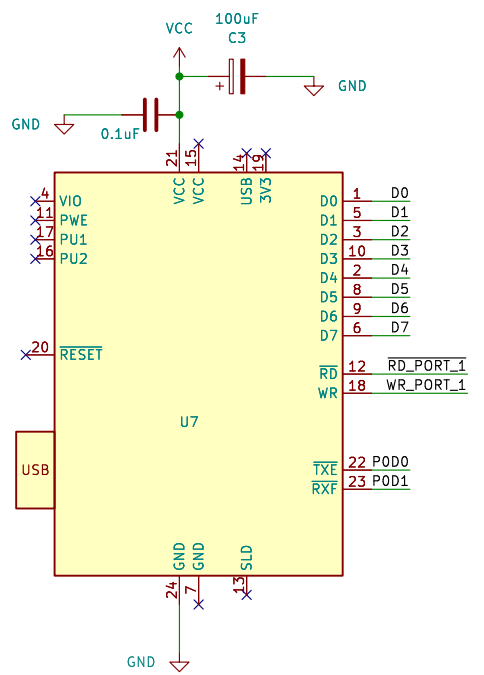 100uF
VCC
C3
GND
GND
0.1uF
21
15
14
19
VCC
VCC
USB
3V3
4
VIO
D0
1
D0
11
PWE
D1
5
D1
17
PU1
D2
3
D2
16
PU2
D3
10
D3
D4
2
D4
D5
8
D5
D6
9
D6
D7
6
D7
20
RESET
RD
12
RD_PORT_1
WR
18
WR_PORT_1
U7
USB
TXE
22
P0D0
RXF
23
P0D1
GND
GND
SLD
24
7
13
GND